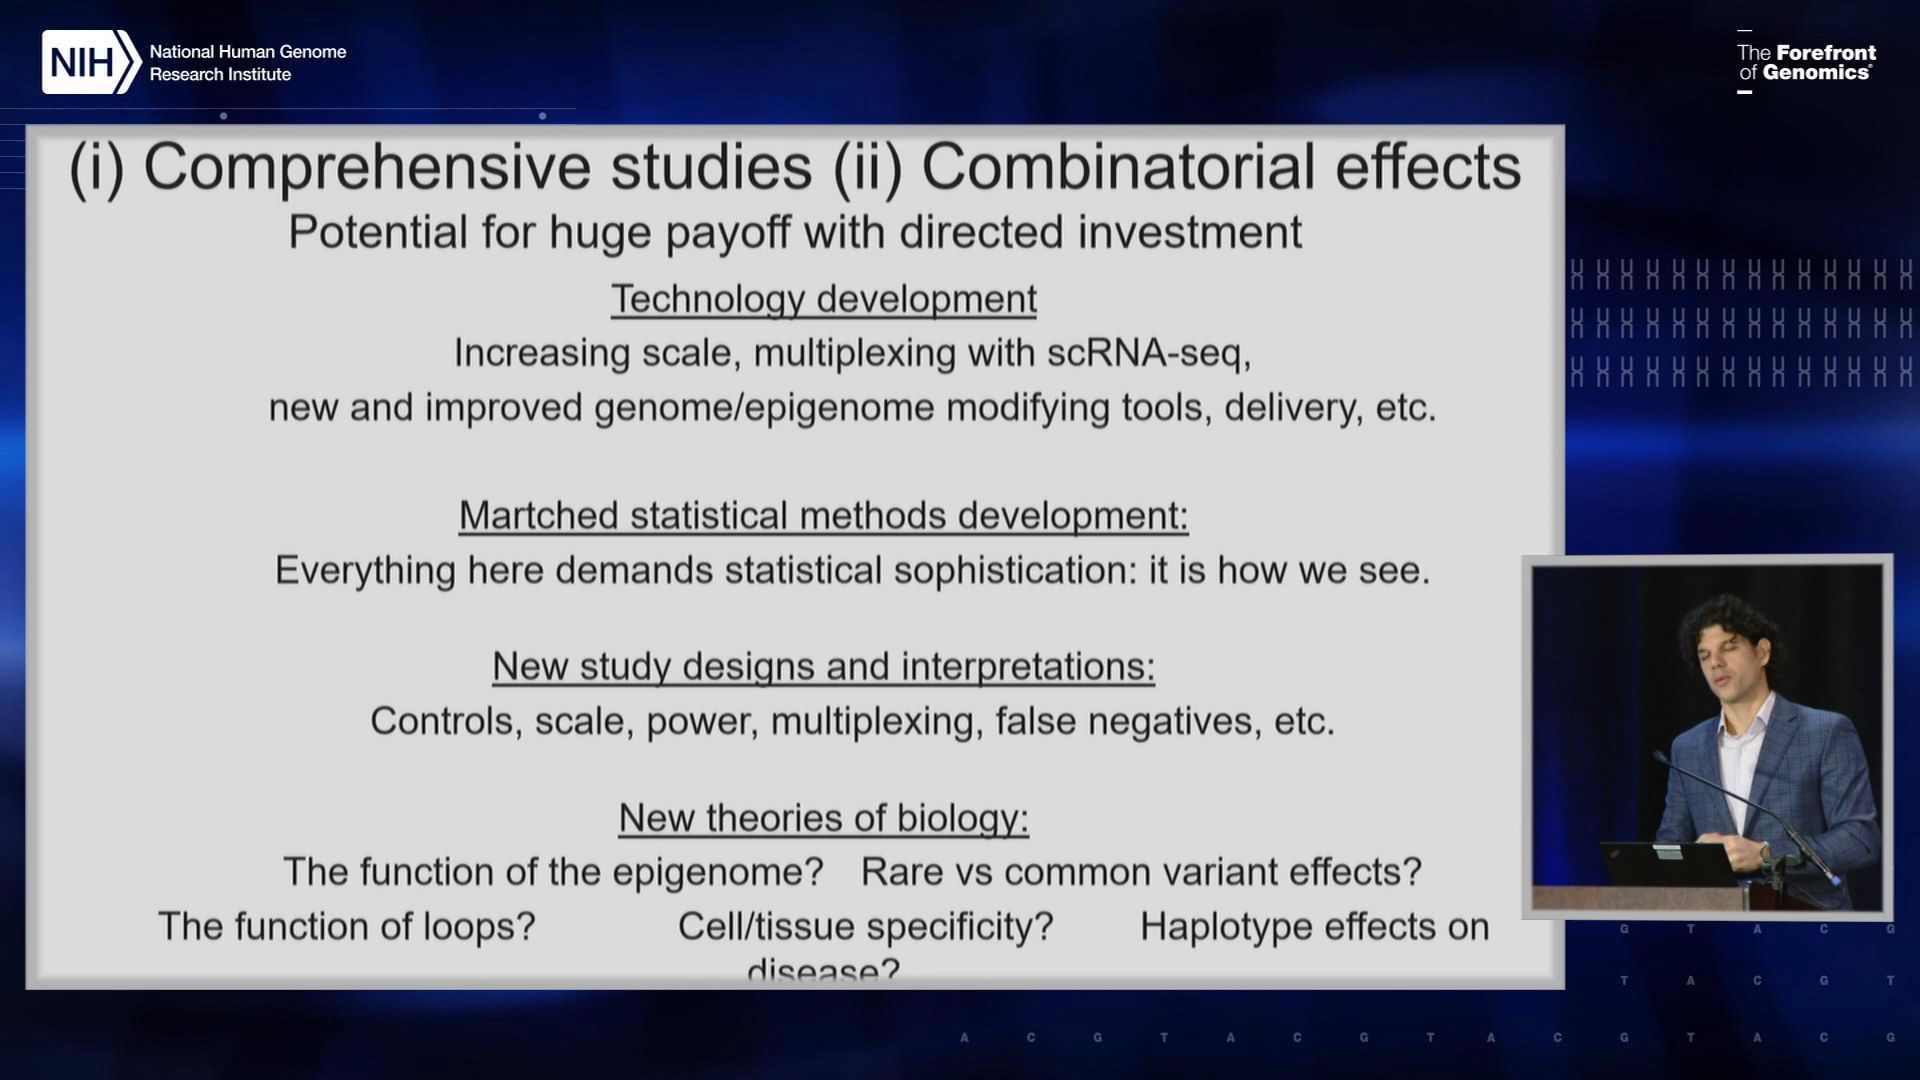 NIH
National Human Genome
Research Institute
The Forefront
of Genomics®
(i) Comprehensive studies (ii) Combinatorial effects
Potential for huge payoff with directed investment
Technology development
Increasing scale, multiplexing with scRNA-seq,
new and improved genome/epigenome modifying tools, delivery, etc.
Martched statistical methods development:
Everything here demands statistical sophistication: it is how we see.
New study designs and interpretations:
Controls, scale, power, multiplexing, false negatives, etc.
New theories of biology:
The function of the epigenome? Rare vs common variant effects?
The function of loops? Cell/tissue specificity? Haplotype effects on
disease?
G T A C G
T A C G T
A C G T A C G T A C G T A C G